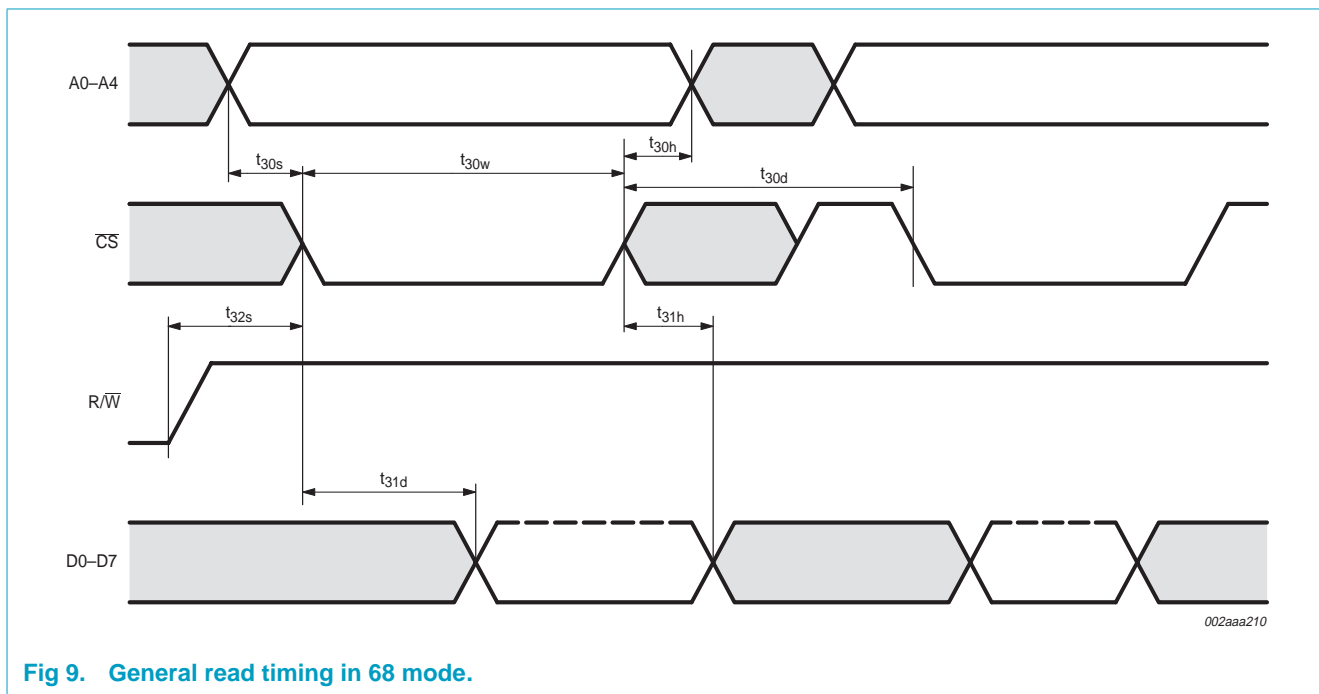 A0–A4
t30s
t30w
t30h
t30d
CS
t32s
t31h
R/W
t31d
D0–D7
002aaa210
Fig 9. General read timing in 68 mode.